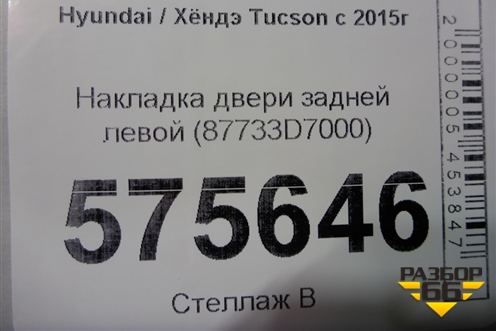 Hyundai / Хёндэ Tucson с 2015г
Накладка двери задней
левой (87733D7000)
575646
Стеллаж В
2000005453847
РАЗБОР
66